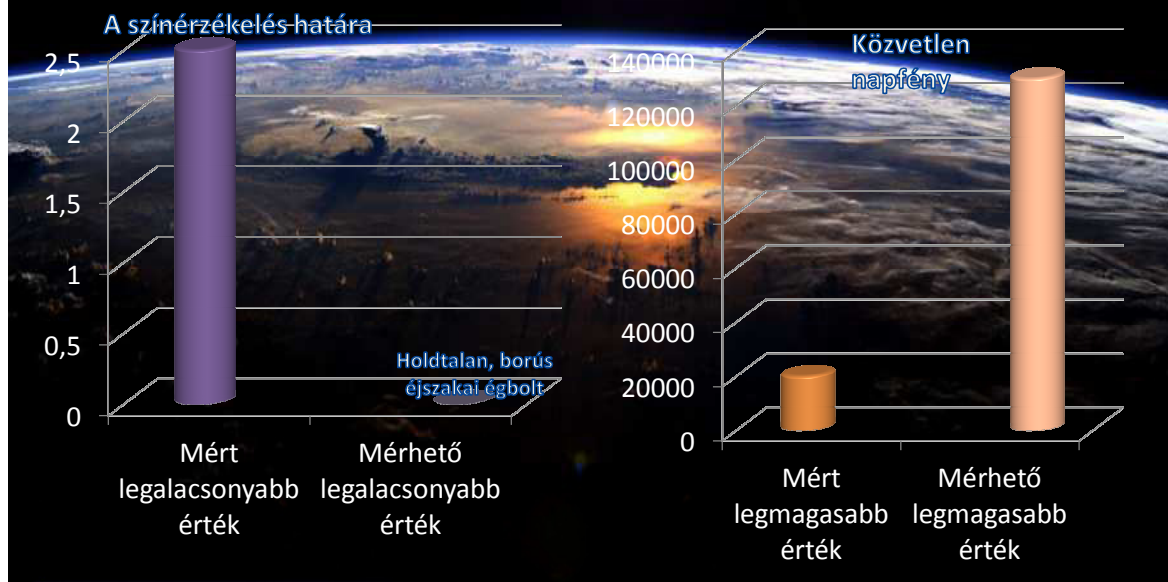 A színérzékelés határa
2,5
2
1,5
1
0,5
0
Holdtalan, borús
éjszakai égbolt
Mért
legalacsonyabb
érték
Mérhető
legalacsonyabb
érték
Közvetlen
napfény
140000
120000
100000
80000
60000
40000
20000
0
Mért
legmagasabb
érték
Mérhető
legmagasabb
érték